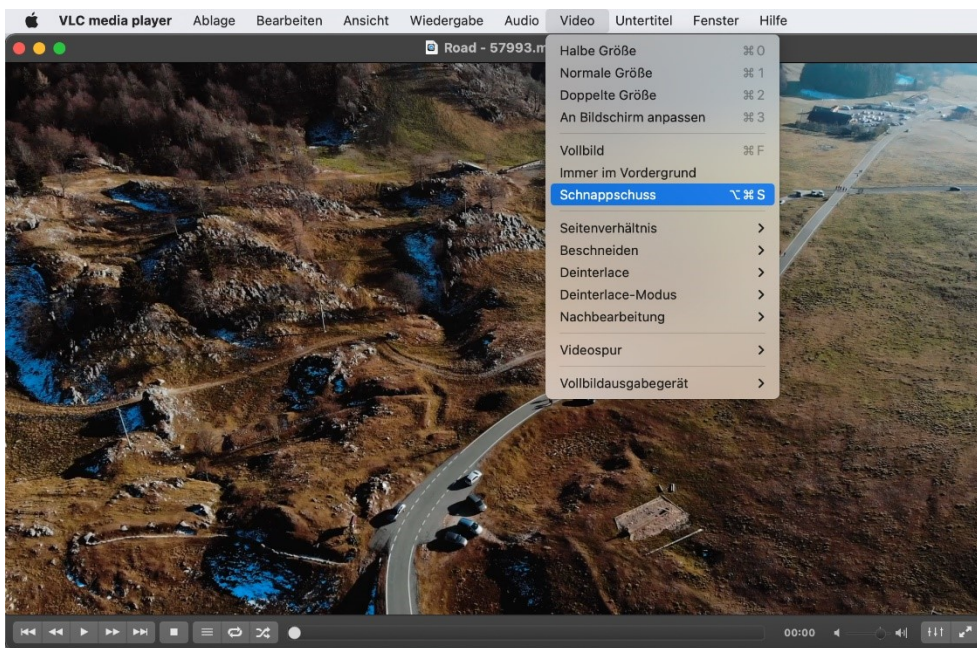 VLC media player Ablage Bearbeiten Ansicht Wiedergabe Audio Video Untertitel Fenster Hilfe
Road - 57993.m
Halbe Größe ⌘ 0
Normale Größe ⌘ 1
Doppelte Größe ⌘ 2
An Bildschirm anpassen ⌘ 3
Vollbild ⌘ F
Immer im Vordergrund
Schnappschuss ⌥ ⌘ S
Seitenverhältnis
Beschneiden
Deinterlace
Deinterlace-Modus
Nachbearbeitung
Videospur
Vollbildausgabegerät
00:00